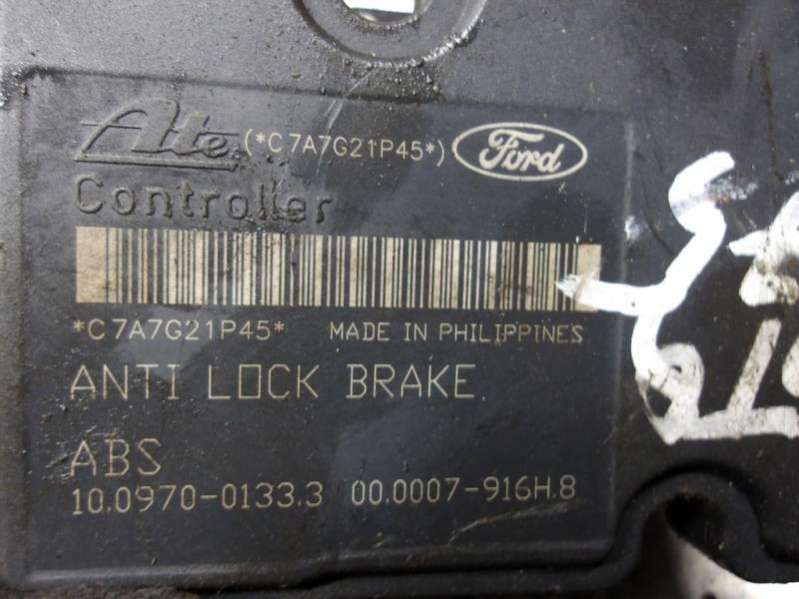 Ate (*C7A7G21P45*) Ford
Controller
*C7A7G21P45* MADE IN PHILIPPINES
ANTI LOCK BRAKE
ABS
10.0970-0133.3 00.0007-916H.8